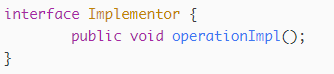 interface Implementor {
        public void operationImpl();
}